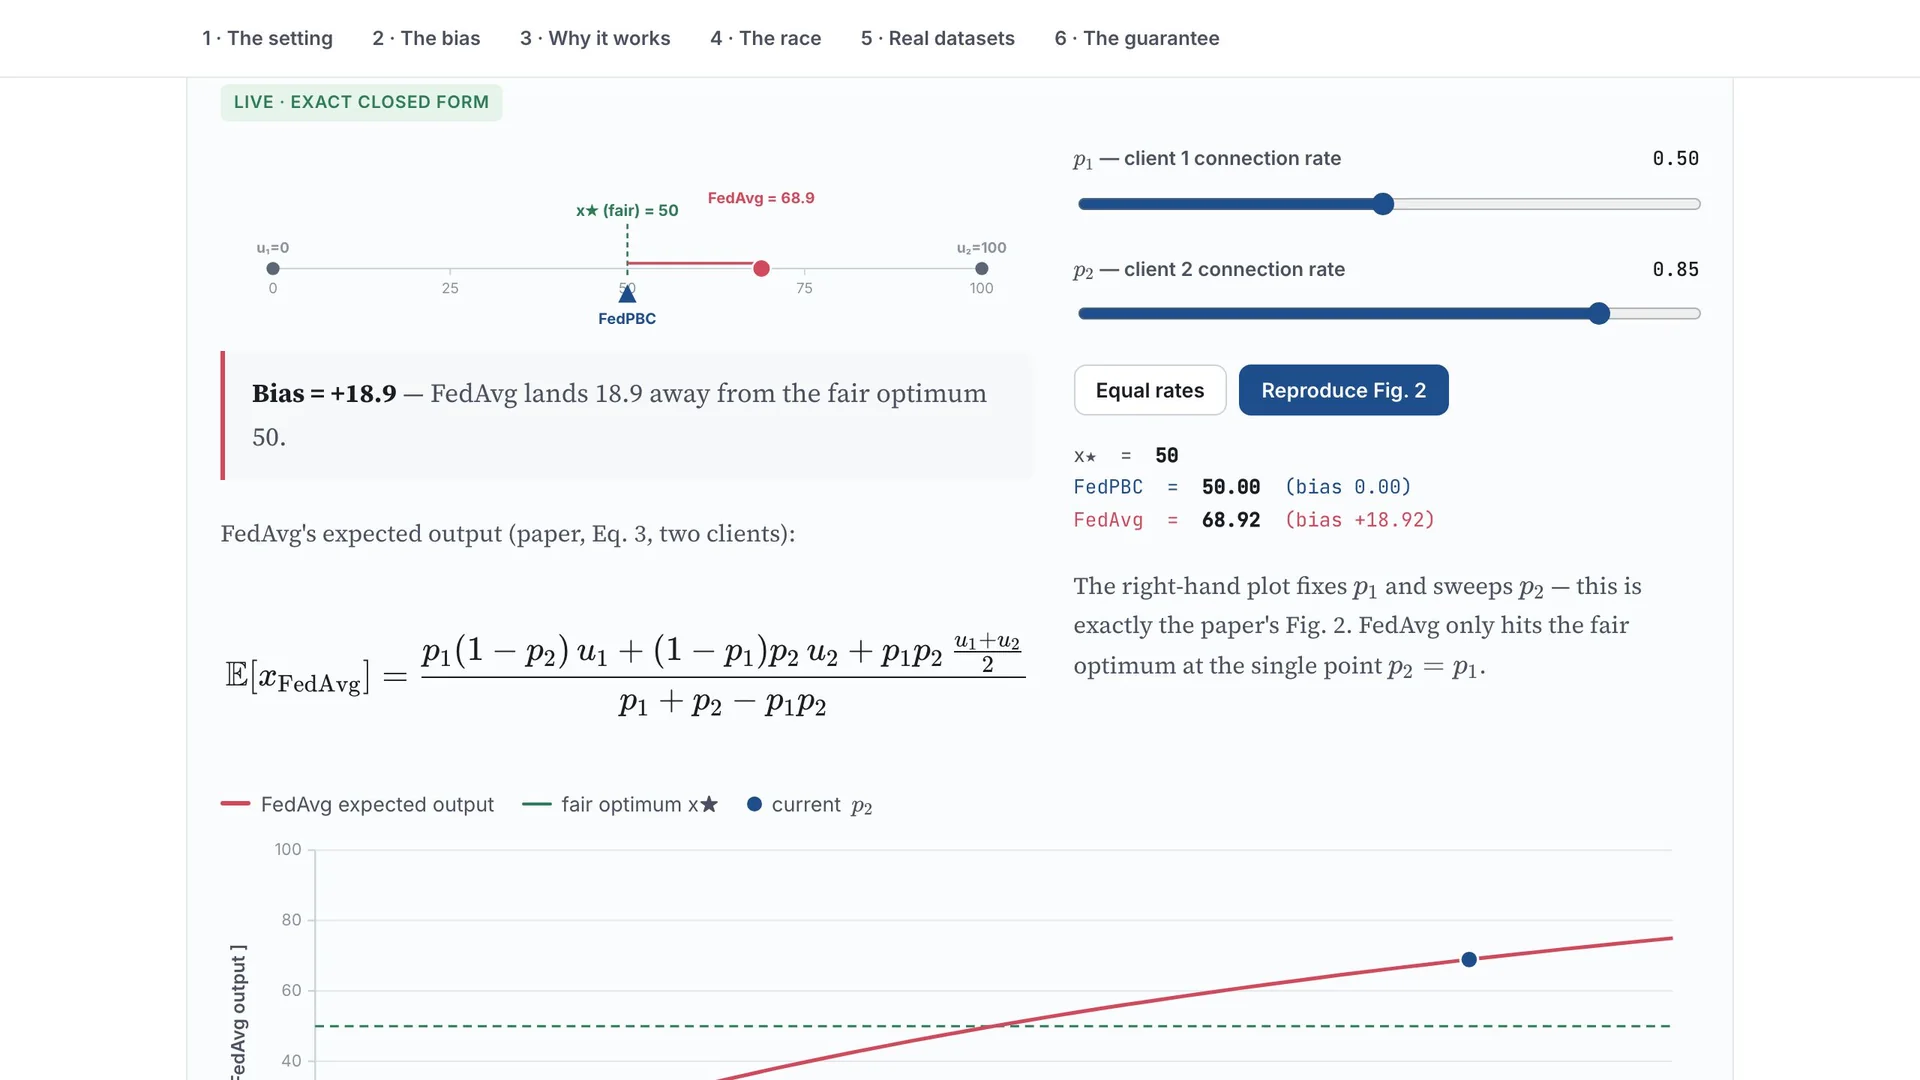 1 · The setting
2 · The bias
3 · Why it works
4 · The race
5 · Real datasets
6 · The guarantee
LIVE · EXACT CLOSED FORM
FedAvg = 68.9
x★ (fair) = 50
u₁=0
u₂=100
0
25
50
75
100
FedPBC
Bias = +18.9 — FedAvg lands 18.9 away from the fair optimum
50.
FedAvg's expected output (paper, Eq. 3, two clients):
𝔼[x_FedAvg] = (p₁(1 − p₂) u₁ + (1 − p₁)p₂ u₂ + p₁p₂ (u₁+u₂)/2) / (p₁ + p₂ − p₁p₂)
p₁ — client 1 connection rate
0.50
p₂ — client 2 connection rate
0.85
Equal rates
Reproduce Fig. 2
x★ = 50
FedPBC = 50.00 (bias 0.00)
FedAvg = 68.92 (bias +18.92)
The right-hand plot fixes p₁ and sweeps p₂ — this is
exactly the paper's Fig. 2. FedAvg only hits the fair
optimum at the single point p₂ = p₁.
FedAvg expected output
fair optimum x★
current p₂
100
80
60
40
FedAvg output ]